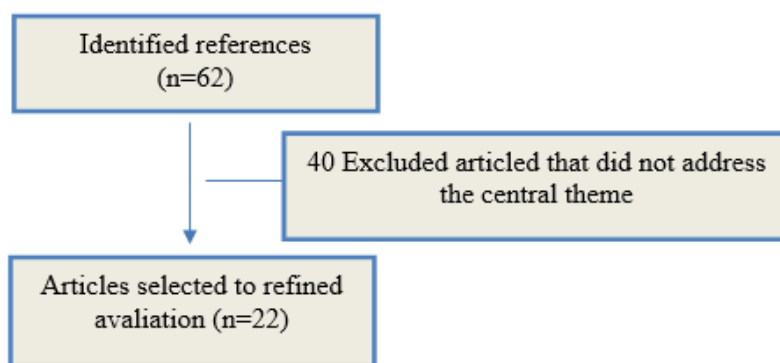 Identified references
(n=62)
40 Excluded articled that did not address
the central theme
Articles selected to refined
avaliation (n=22)